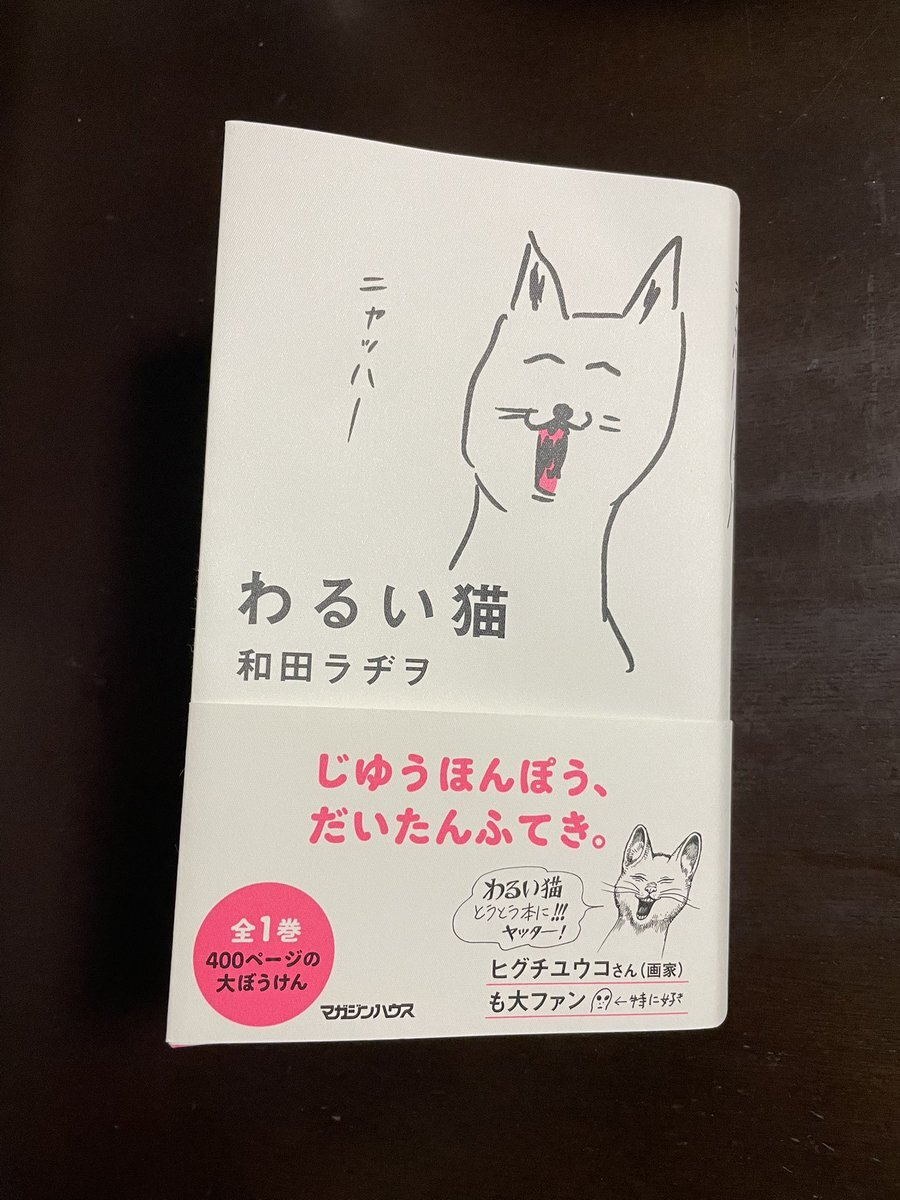 ニャッハー
わるい猫
和田ラヂヲ
じゆうほんぽう、
だいたんふてき。
わるい猫
とうとう本に!!!
ヤッター!
全1巻
400ページの
大ぼうけん
マガジンハウス
ヒグチユウコさん(画家)
も大ファン ←特に好き